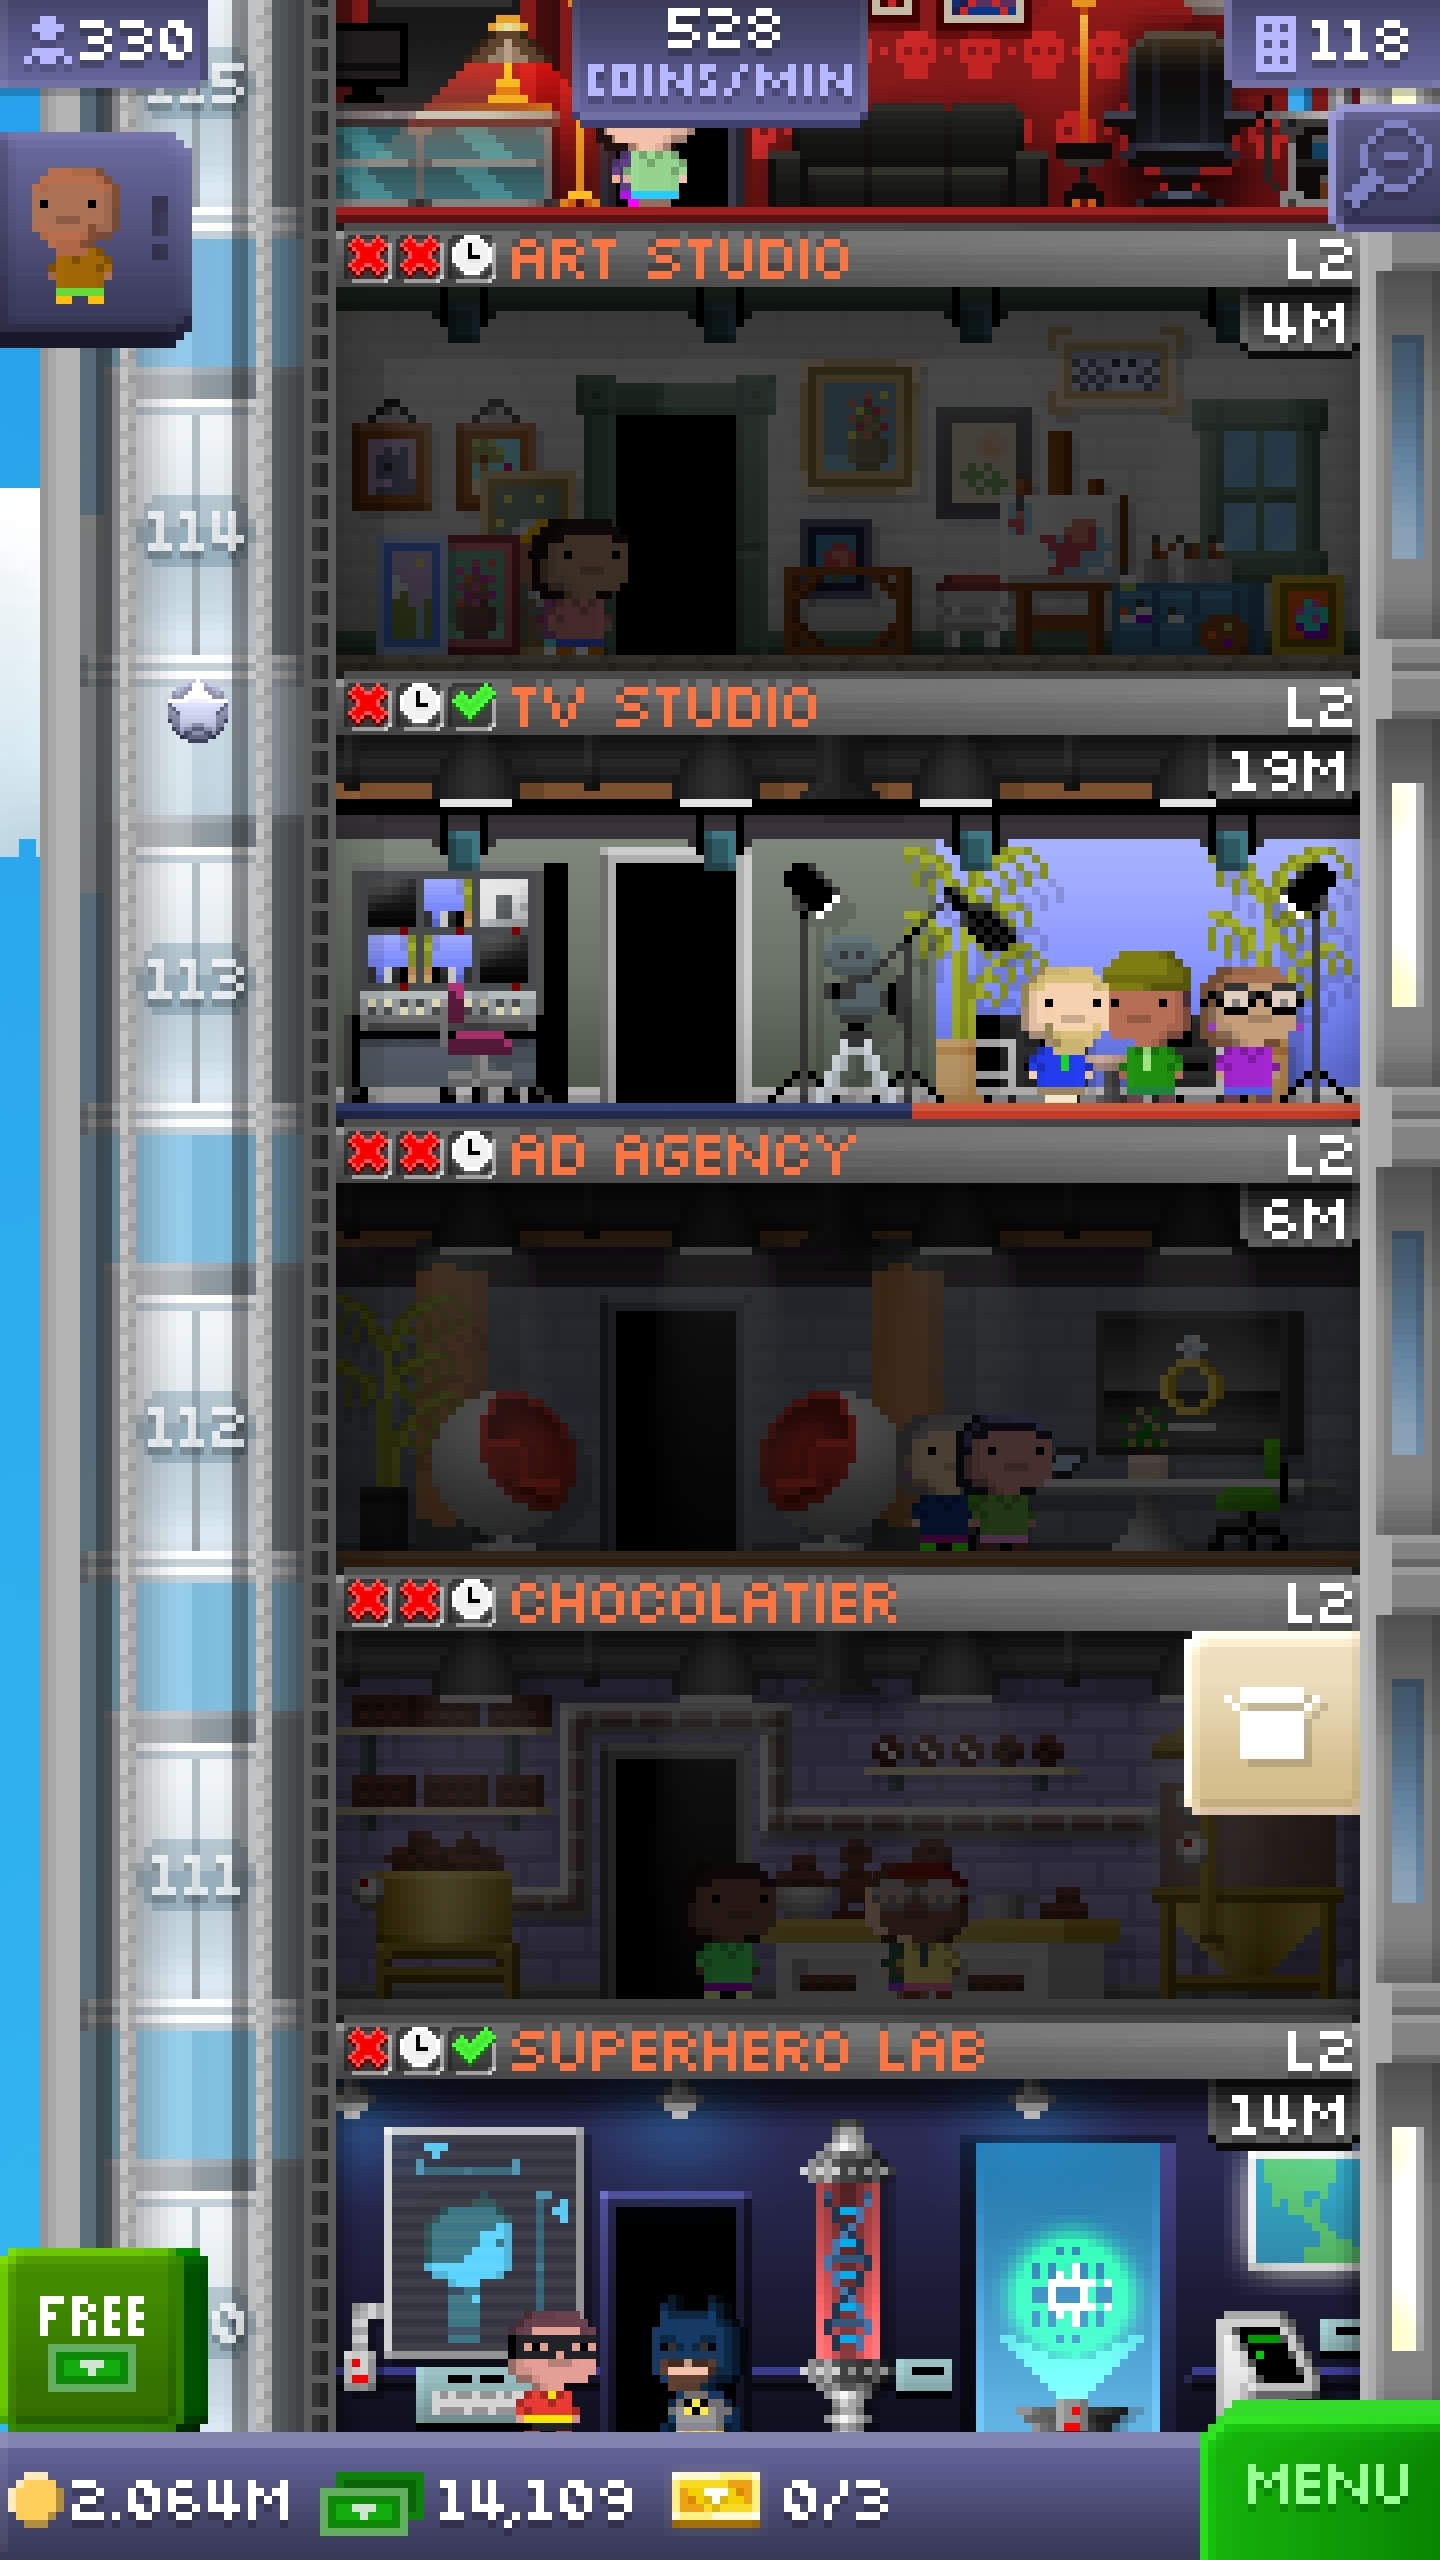 330
528
COINS/MIN
118
115
ART STUDIO L2
4M
114
TV STUDIO L2
19M
113
AD AGENCY L2
6M
112
CHOCOLATIER L2
111
SUPERHERO LAB L2
14M
FREE
0
2.064M 14,109 0/3
MENU